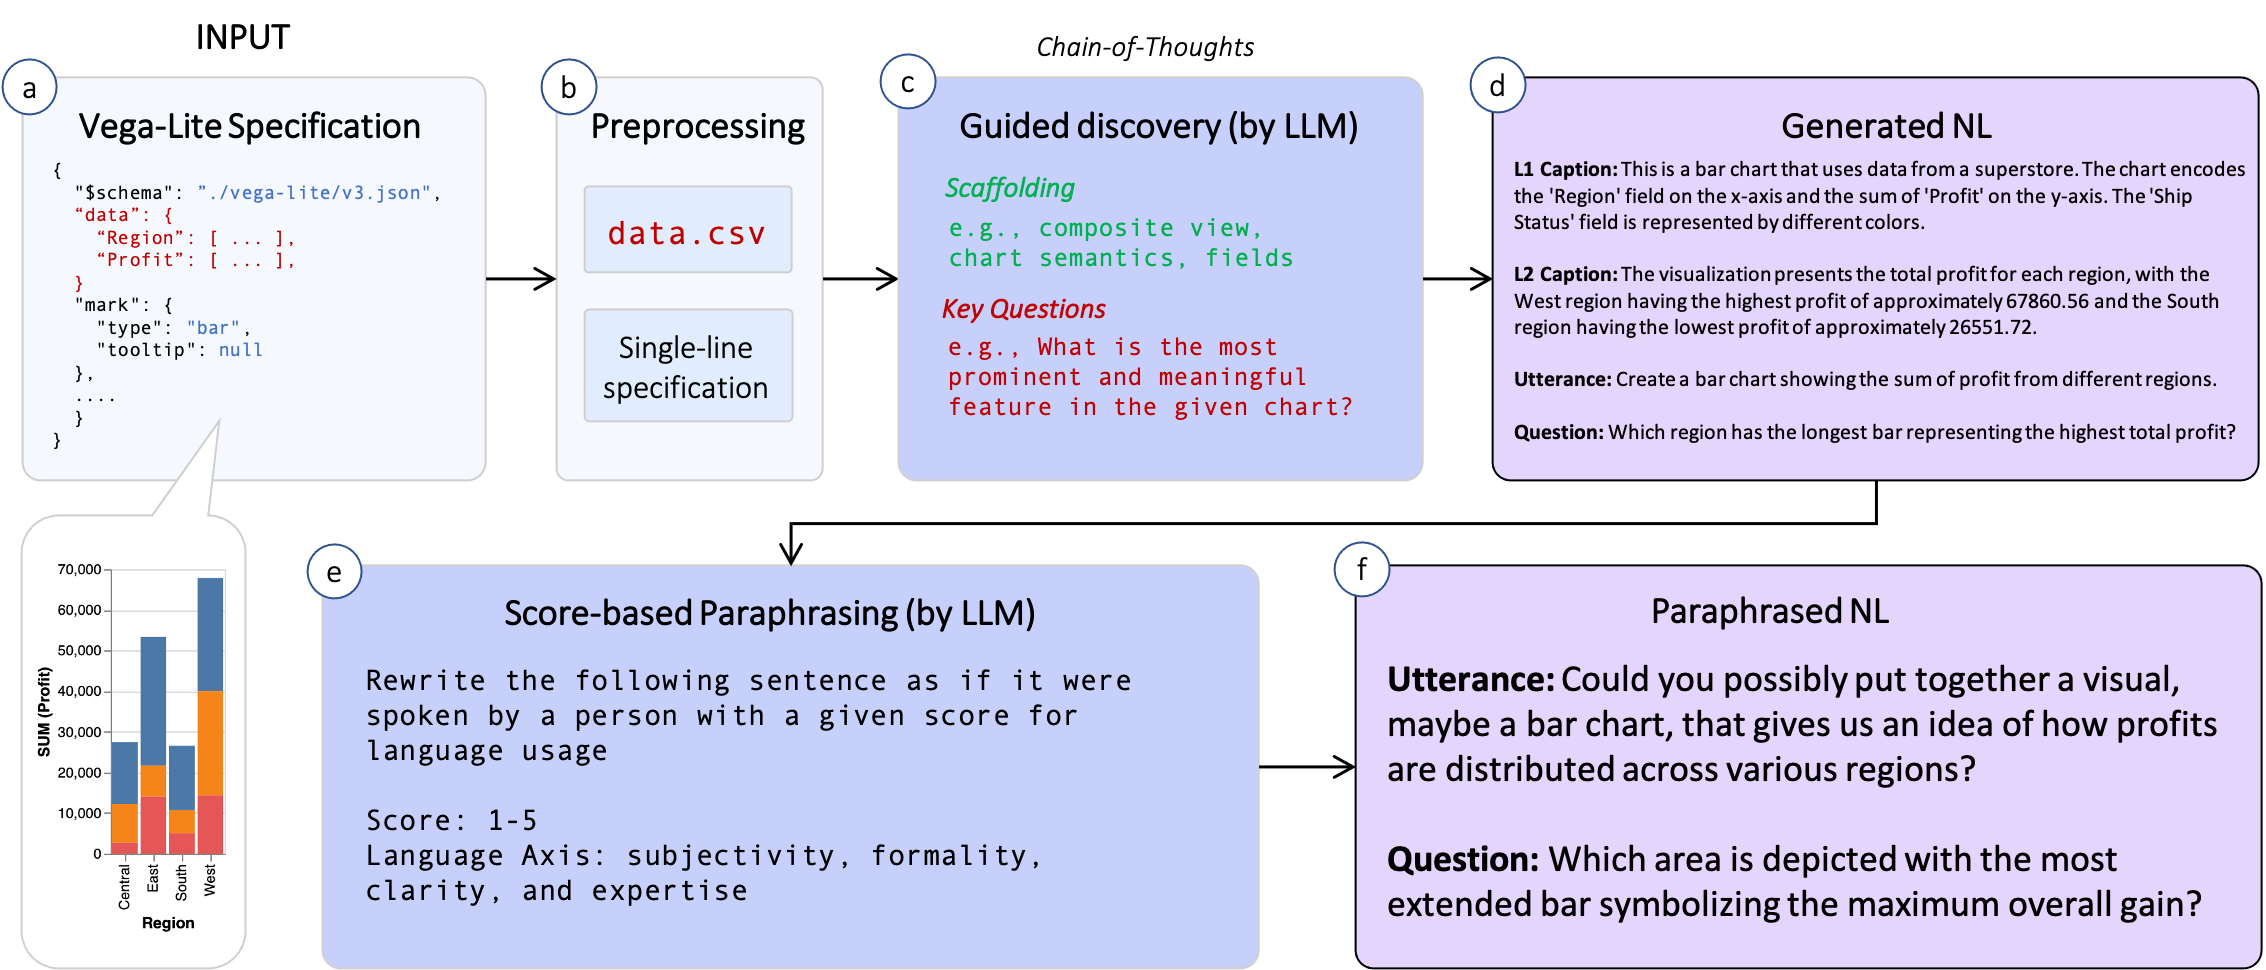 INPUT
a
Vega-Lite Specification
{
"$schema": ”./vega-lite/v3.json",
“data”: {
“Region”: [ ... ],
“Profit”: [ ... ],
}
"mark": {
"type": "bar",
"tooltip": null
},
....
}
}
b
Preprocessing
data.csv
Single-line
specification
Chain-of-Thoughts
c
Guided discovery (by LLM)
Scaffolding
e.g., composite view,
chart semantics, fields
Key Questions
e.g., What is the most
prominent and meaningful
feature in the given chart?
d
Generated NL
L1 Caption: This is a bar chart that uses data from a superstore. The chart encodes
the 'Region' field on the x-axis and the sum of 'Profit' on the y-axis. The 'Ship
Status' field is represented by different colors.
L2 Caption: The visualization presents the total profit for each region, with the
West region having the highest profit of approximately 67860.56 and the South
region having the lowest profit of approximately 26551.72.
Utterance: Create a bar chart showing the sum of profit from different regions.
Question: Which region has the longest bar representing the highest total profit?
70,000
60,000
50,000
40,000
30,000
20,000
10,000
0
SUM (Profit)
Central
East
South
West
Region
e
Score-based Paraphrasing (by LLM)
Rewrite the following sentence as if it were
spoken by a person with a given score for
language usage
Score: 1-5
Language Axis: subjectivity, formality,
clarity, and expertise
f
Paraphrased NL
Utterance: Could you possibly put together a visual,
maybe a bar chart, that gives us an idea of how profits
are distributed across various regions?
Question: Which area is depicted with the most
extended bar symbolizing the maximum overall gain?